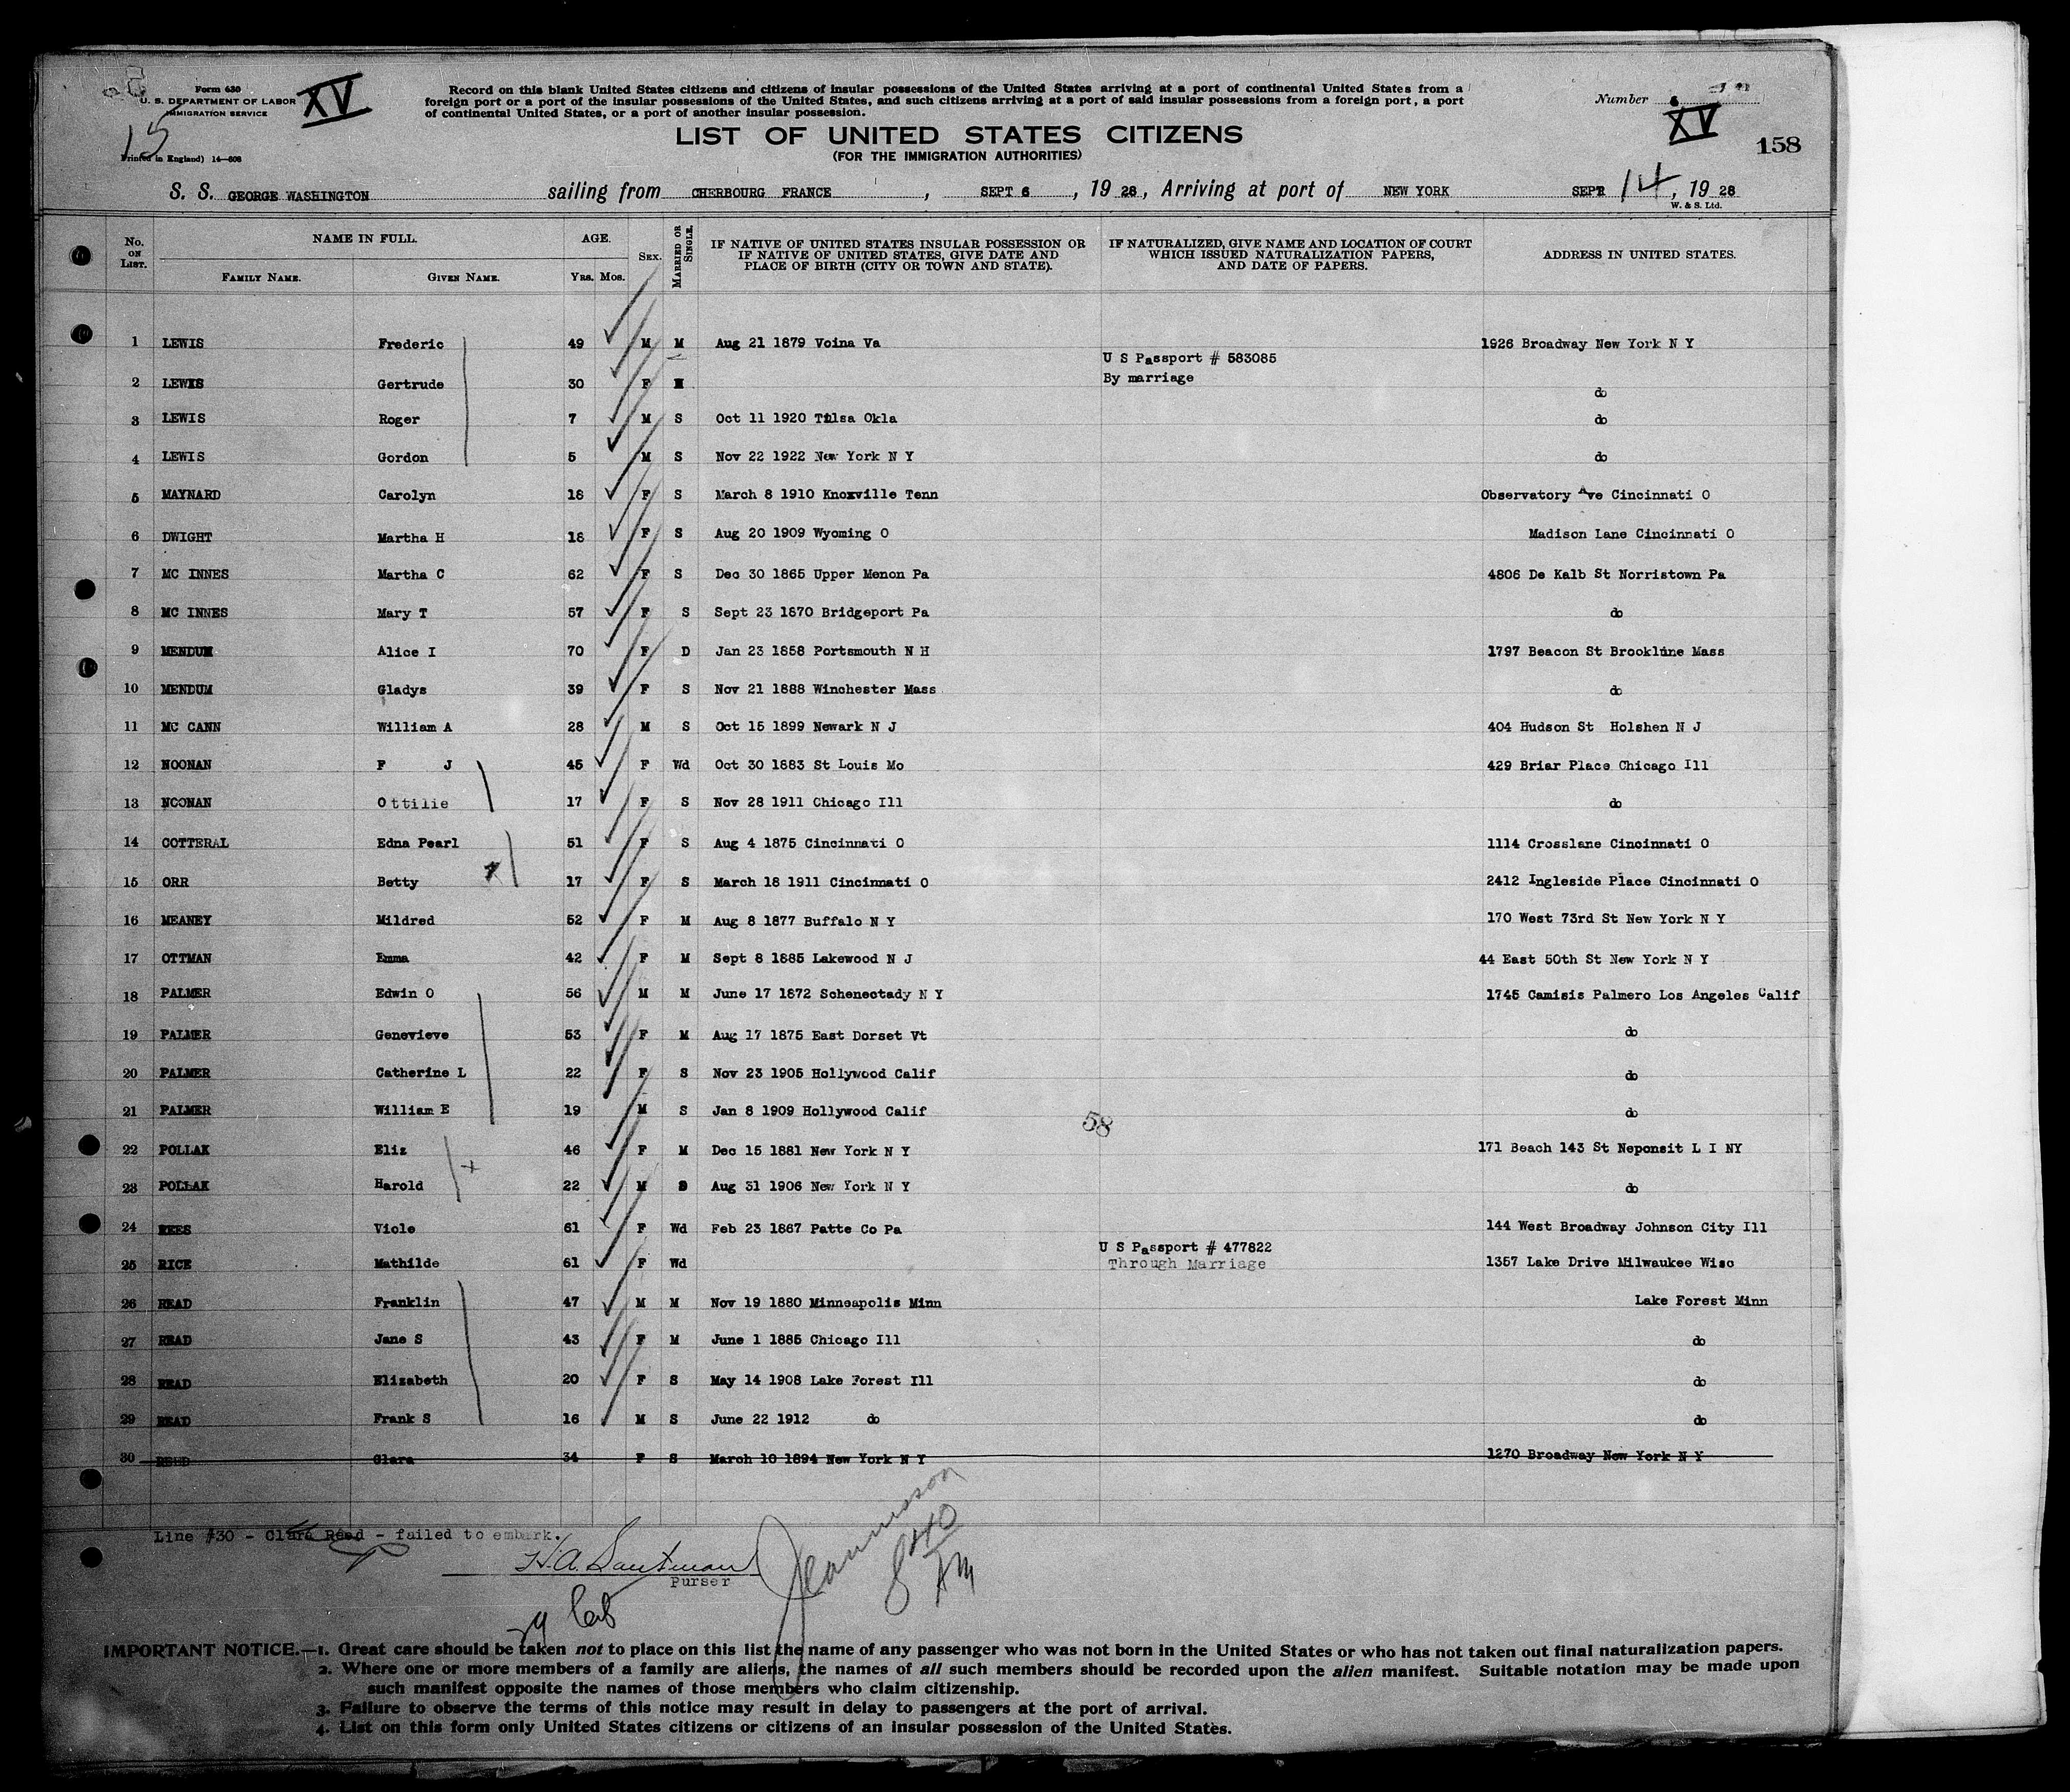 Form 630
U. S. DEPARTMENT OF LABOR
IMMIGRATION SERVICE
XV
15
(Printed in England) 14—608
Record on this blank United States citizens and citizens of insular possessions of the United States arriving at a port of continental United States from a
foreign port or a port of the insular possessions of the United States, and such citizens arriving at a port of said insular possessions from a foreign port, a port
of continental United States, or a port of another insular possession.
Number
XV
158
LIST OF UNITED STATES CITIZENS
(FOR THE IMMIGRATION AUTHORITIES)
S. S. GEORGE WASHINGTON sailing from CHERBOURG FRANCE, SEPT 6, 19 28, Arriving at port of NEW YORK SEPT 14, 19 28
W. & S. Ltd.
No. ON LIST. NAME IN FULL. FAMILY NAME. GIVEN NAME. AGE. YRS. MOS. SEX. MARRIED OR SINGLE. IF NATIVE OF UNITED STATES INSULAR POSSESSION OR IF NATIVE OF UNITED STATES, GIVE DATE AND PLACE OF BIRTH (CITY OR TOWN AND STATE). IF NATURALIZED, GIVE NAME AND LOCATION OF COURT WHICH ISSUED NATURALIZATION PAPERS, AND DATE OF PAPERS. ADDRESS IN UNITED STATES.
1 LEWIS Frederic 49 M M Aug 21 1879 Voina Va 1926 Broadway New York N Y
2 LEWIS Gertrude 30 F M U S Passport # 583085 By marriage do
3 LEWIS Roger 7 M S Oct 11 1920 Tulsa Okla do
4 LEWIS Gordon 5 M S Nov 22 1922 New York N Y do
5 MAYNARD Carolyn 18 F S March 8 1910 Knoxville Tenn Observatory Ave Cincinnati O
6 DWIGHT Martha H 18 F S Aug 20 1909 Wyoming O Madison Lane Cincinnati O
7 MC INNES Martha C 62 F S Dec 30 1865 Upper Menon Pa 4806 De Kalb St Norristown Pa
8 MC INNES Mary T 57 F S Sept 23 1870 Bridgeport Pa do
9 MENDUM Alice I 70 F D Jan 23 1858 Portsmouth N H 1797 Beacon St Brookline Mass
10 MENDUM Gladys 39 F S Nov 21 1888 Winchester Mass do
11 MC CANN William A 28 M S Oct 15 1899 Newark N J 404 Hudson St Holshen N J
12 NOONAN F J 45 F Wd Oct 30 1883 St Louis Mo 429 Briar Place Chicago Ill
13 NOONAN Ottilie 17 F S Nov 28 1911 Chicago Ill do
14 COTTERAL Edna Pearl 51 F S Aug 4 1875 Cincinnati O 1114 Crosslane Cincinnati O
15 ORR Betty 17 F S March 18 1911 Cincinnati O 2412 Ingleside Place Cincinnati O
16 MEANEY Mildred 52 F M Aug 8 1877 Buffalo N Y 170 West 73rd St New York N Y
17 OTTMAN Emma 42 F M Sept 8 1885 Lakewood N J 44 East 50th St New York N Y
18 PALMER Edwin O 56 M M June 17 1872 Schenectady N Y 1745 Camisis Palmero Los Angeles Calif
19 PALMER Genevieve 53 F M Aug 17 1875 East Dorset Vt do
20 PALMER Catherine L 22 F S Nov 23 1905 Hollywood Calif do
21 PALMER William E 19 M S Jan 8 1909 Hollywood Calif do
58
22 POLLAK Eliz 46 F M Dec 15 1881 New York N Y 171 Beach 143 St Neponsit L I NY
23 POLLAK Harold 22 M S Aug 31 1906 New York N Y do
24 REES Viole 61 F Wd Feb 23 1867 Patte Co Pa 144 West Broadway Johnson City Ill
25 RICE Mathilde 61 F Wd U S Passport # 477822 Through Marriage 1357 Lake Drive Milwaukee Wisc
26 READ Franklin 47 M M Nov 19 1880 Minneapolis Minn Lake Forest Minn
27 READ Jane S 43 F M June 1 1885 Chicago Ill do
28 READ Elizabeth 20 F S May 14 1908 Lake Forest Ill do
29 READ Frank S 16 M S June 22 1912 do do
30 REED Clara 34 F S March 10 1894 New York N Y 1270 Broadway New York N Y
Line #30 - Clara Reed - failed to embark.
Purser
840
AM
IMPORTANT NOTICE.—1. Great care should be taken not to place on this list the name of any passenger who was not born in the United States or who has not taken out final naturalization papers.
2. Where one or more members of a family are aliens, the names of all such members should be recorded upon the alien manifest. Suitable notation may be made upon
such manifest opposite the names of those members who claim citizenship.
3. Failure to observe the terms of this notice may result in delay to passengers at the port of arrival.
4. List on this form only United States citizens or citizens of an insular possession of the United States.